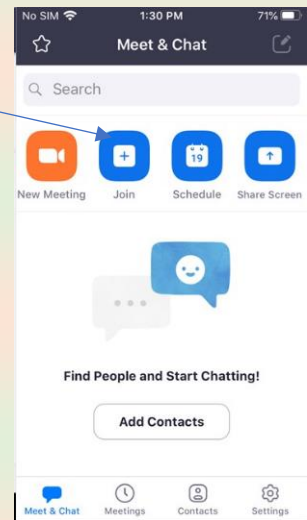 No SIM 1:30 PM 71%
Meet & Chat
Search
19
New Meeting Join Schedule Share Screen
Find People and Start Chatting!
Add Contacts
Meet & Chat Meetings Contacts Settings